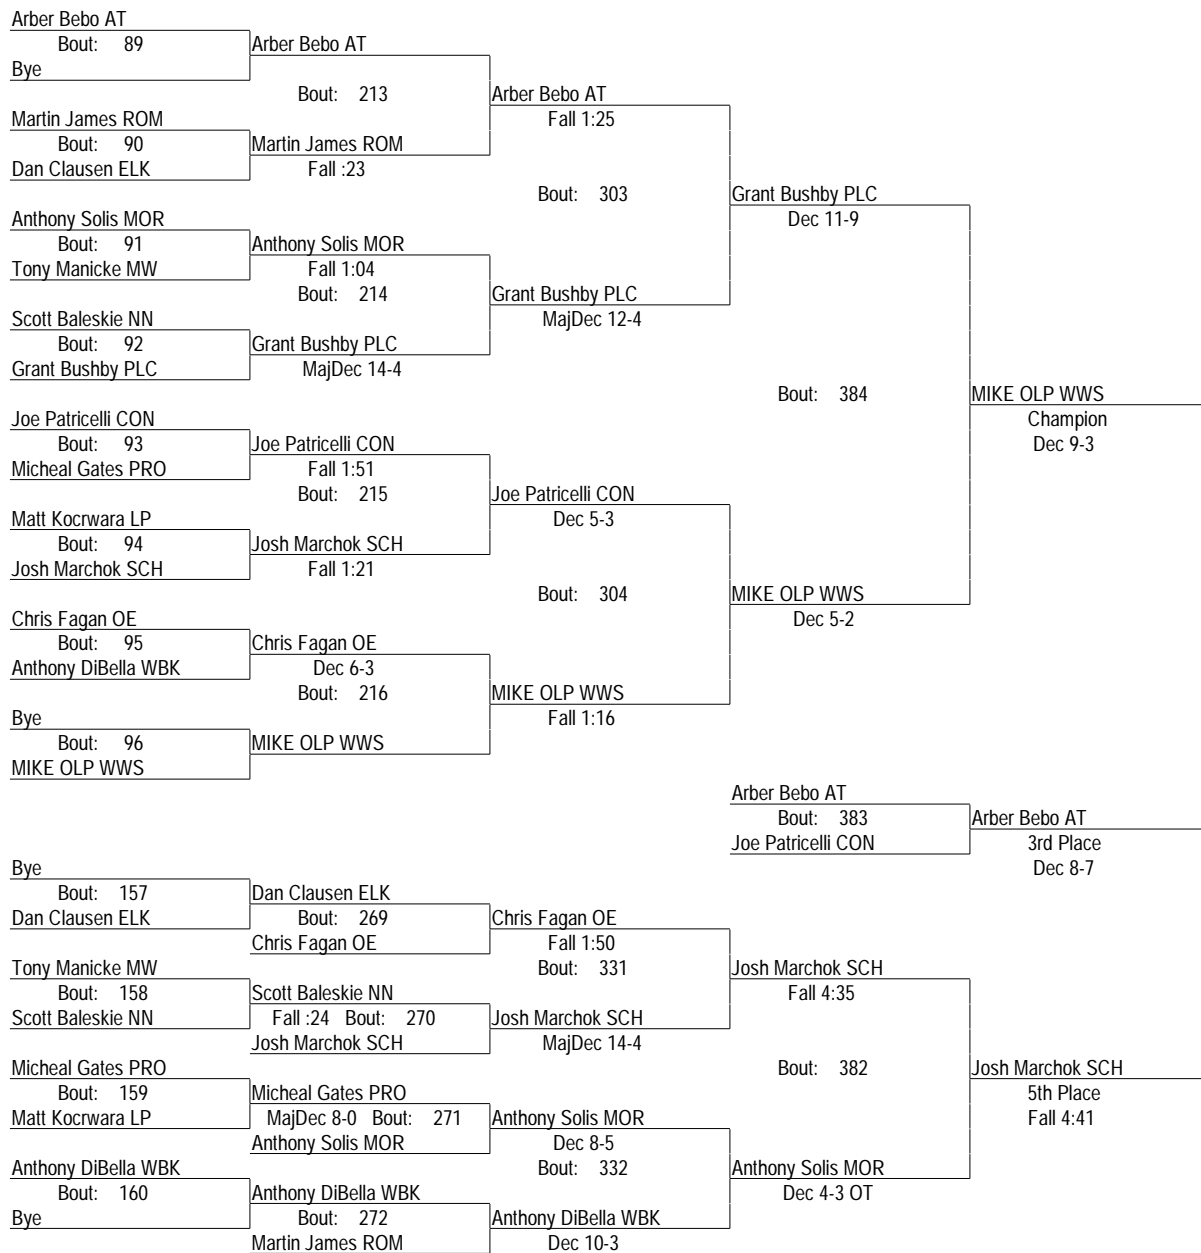 Arber Bebo AT
Bout: 89
Bye
Arber Bebo AT
Bout: 213
Martin James ROM
Bout: 90
Dan Clausen ELK
Martin James ROM
Fall :23
Arber Bebo AT
Fall 1:25
Bout: 303
Anthony Solis MOR
Bout: 91
Tony Manicke MW
Anthony Solis MOR
Fall 1:04
Bout: 214
Scott Baleskie NN
Bout: 92
Grant Bushby PLC
Grant Bushby PLC
MajDec 14-4
Grant Bushby PLC
MajDec 12-4
Grant Bushby PLC
Dec 11-9
Bout: 384
Joe Patricelli CON
Bout: 93
Micheal Gates PRO
Joe Patricelli CON
Fall 1:51
Bout: 215
Matt Kocrwara LP
Bout: 94
Josh Marchok SCH
Josh Marchok SCH
Fall 1:21
Joe Patricelli CON
Dec 5-3
Bout: 304
Chris Fagan OE
Bout: 95
Anthony DiBella WBK
Chris Fagan OE
Dec 6-3
Bout: 216
Bye
Bout: 96
MIKE OLP WWS
MIKE OLP WWS
MIKE OLP WWS
Fall 1:16
MIKE OLP WWS
Dec 5-2
MIKE OLP WWS
Champion
Dec 9-3
Arber Bebo AT
Bout: 383
Joe Patricelli CON
Arber Bebo AT
3rd Place
Dec 8-7
Bye
Bout: 157
Dan Clausen ELK
Dan Clausen ELK
Bout: 269
Chris Fagan OE
Chris Fagan OE
Fall 1:50
Bout: 331
Tony Manicke MW
Bout: 158
Scott Baleskie NN
Scott Baleskie NN
Fall :24 Bout: 270
Josh Marchok SCH
Josh Marchok SCH
MajDec 14-4
Josh Marchok SCH
Fall 4:35
Bout: 382
Micheal Gates PRO
Bout: 159
Matt Kocrwara LP
Micheal Gates PRO
MajDec 8-0 Bout: 271
Anthony Solis MOR
Anthony Solis MOR
Dec 8-5
Bout: 332
Anthony DiBella WBK
Bout: 160
Bye
Anthony DiBella WBK
Bout: 272
Martin James ROM
Anthony DiBella WBK
Dec 10-3
Anthony Solis MOR
Dec 4-3 OT
Josh Marchok SCH
5th Place
Fall 4:41